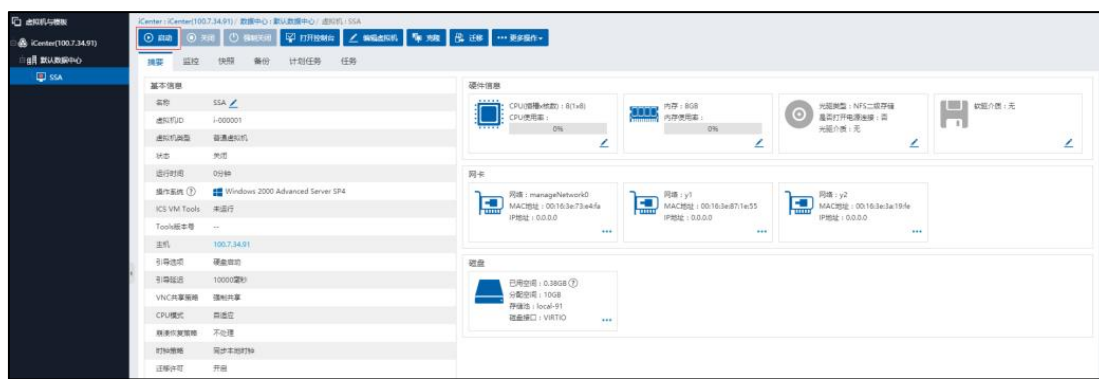 虚拟机与模板
iCenter(100.7.34.91)
默认数据中心
SSA
iCenter : iCenter(100.7.34.91) / 数据中心 : 默认数据中心 / 虚拟机 : SSA
启动 关闭 强制关闭 打开控制台 编辑虚拟机 克隆 迁移 ··· 更多操作
摘要 监控 快照 备份 计划任务 任务
基本信息
名称 SSA
虚拟机ID i-000001
虚拟机类型 普通虚拟机
状态 关闭
运行时间 0分钟
操作系统 ? Windows 2000 Advanced Server SP4
ICS VM Tools 未运行
Tools版本号 --
主机 100.7.34.91
引导选项 硬盘启动
引导延迟 10000毫秒
VNC共享策略 强制共享
CPU模式 自适应
崩溃恢复策略 不处理
时钟策略 同步本地时钟
迁移许可 开启
硬件信息
CPU(插槽×核数) : 8(1×8)
CPU使用率 :
0%
内存 : 8GB
内存使用率 :
0%
光驱类型 : NFS二级存储
是否打开电源连接 : 否
光驱介质 : 无
软驱介质 : 无
网卡
网络 : manageNetwork0
MAC地址 : 00:16:3e:73:e4:fa
IP地址 : 0.0.0.0
网络 : y1
MAC地址 : 00:16:3e:87:1e:55
IP地址 : 0.0.0.0
网络 : y2
MAC地址 : 00:16:3e:3a:19:fe
IP地址 : 0.0.0.0
磁盘
已用空间 : 0.38GB ?
分配空间 : 10GB
存储池 : local-91
磁盘接口 : VIRTIO